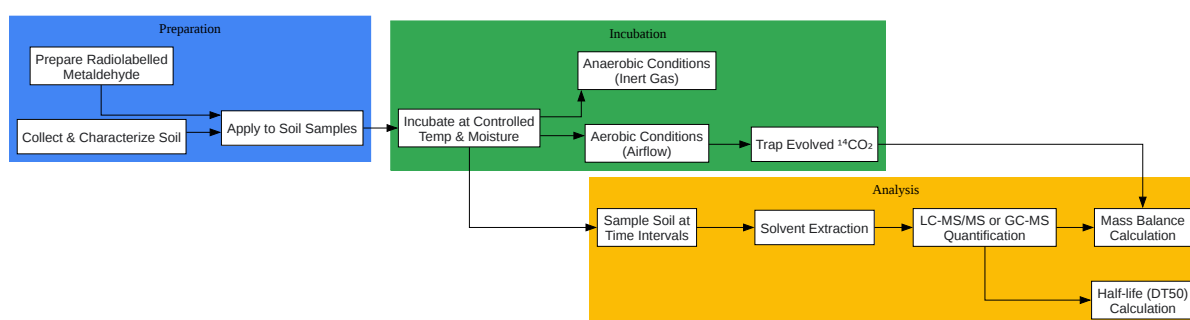 Preparation
Prepare Radiolabelled
Metaldehyde
Collect & Characterize Soil
Apply to Soil Samples
Incubation
Anaerobic Conditions
(Inert Gas)
Incubate at Controlled
Temp & Moisture
Aerobic Conditions
(Airflow)
Trap Evolved ¹⁴CO₂
Analysis
Sample Soil at
Time Intervals
Solvent Extraction
LC-MS/MS or GC-MS
Quantification
Mass Balance
Calculation
Half-life (DT50)
Calculation